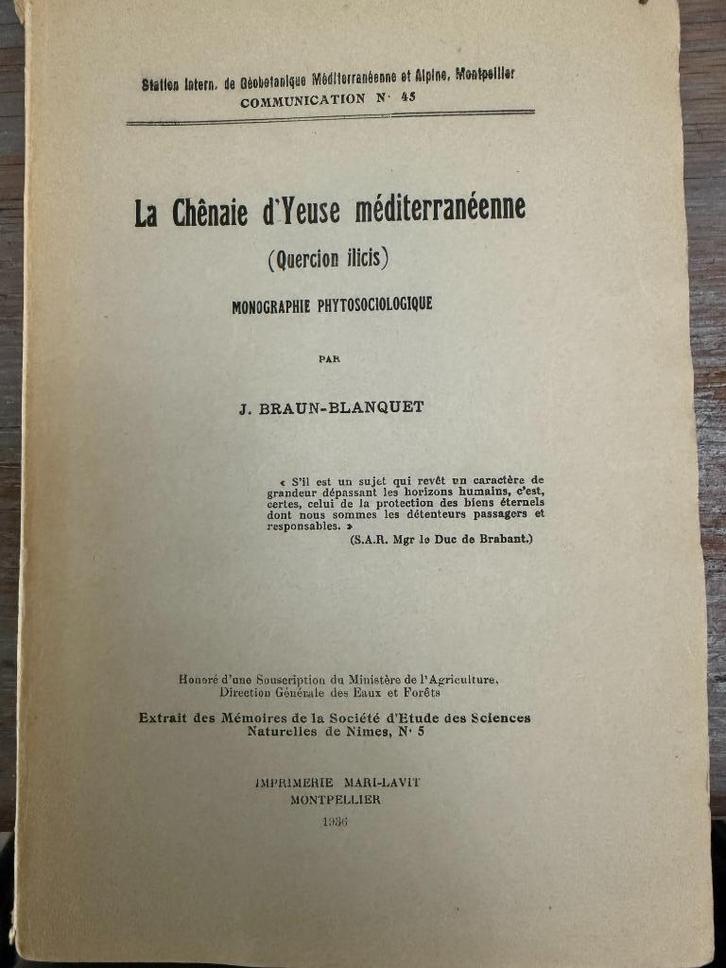 Station Intern. de Géobotanique Méditerranéenne et Alpine, Montpellier
COMMUNICATION N° 45
La Chênaie d'Yeuse méditerranéenne
(Quercion ilicis)
MONOGRAPHIE PHYTOSOCIOLOGIQUE
PAR
J. BRAUN-BLANQUET
« S'il est un sujet qui revêt un caractère de
grandeur dépassant les horizons humains, c'est,
certes, celui de la protection des biens éternels
dont nous sommes les détenteurs passagers et
responsables. »
(S.A.R. Mgr le Duc de Brabant.)
Honoré d'une Souscription du Ministère de l'Agriculture,
Direction Générale des Eaux et Forêts
Extrait des Mémoires de la Société d'Etude des Sciences
Naturelles de Nimes, N° 5
IMPRIMERIE MARI-LAVIT
MONTPELLIER
1936